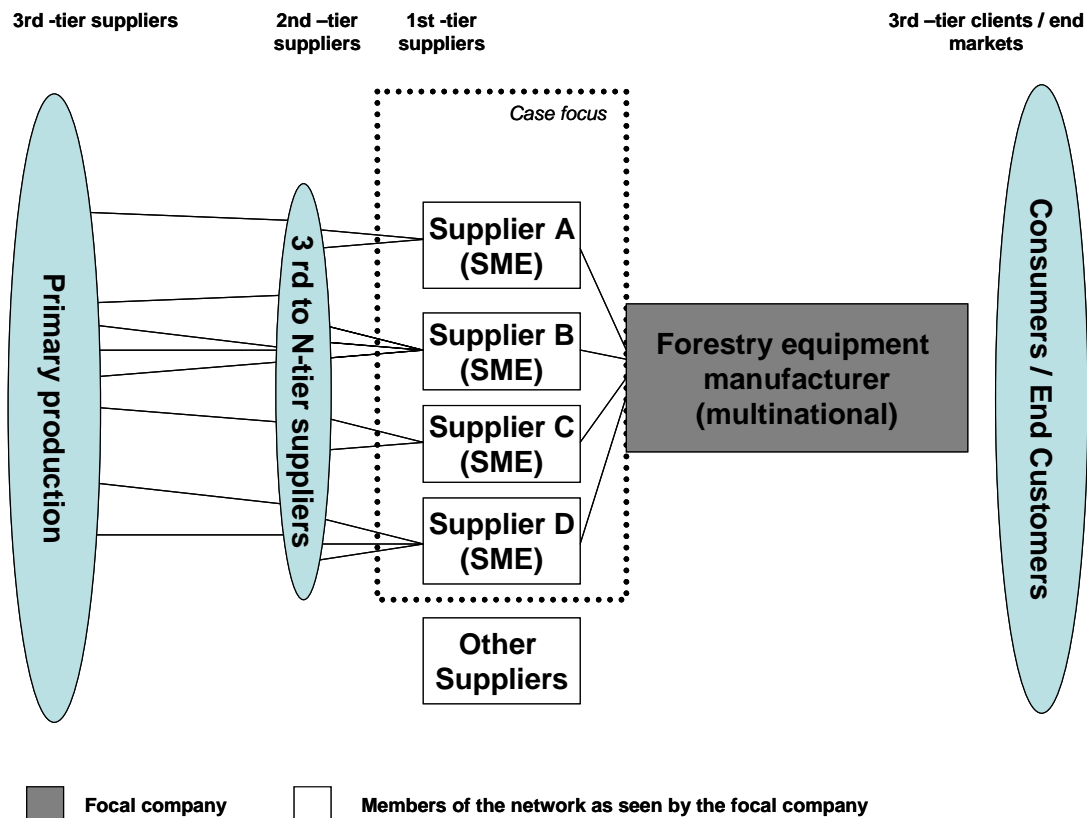 3rd -tier suppliers
2nd –tier
suppliers
1st -tier
suppliers
3rd –tier clients / end
markets
Case focus
Primary production
3 rd to N-tier suppliers
Supplier A
(SME)
Supplier B
(SME)
Supplier C
(SME)
Supplier D
(SME)
Other
Suppliers
Forestry equipment
manufacturer
(multinational)
Consumers / End Customers
Focal company
Members of the network as seen by the focal company